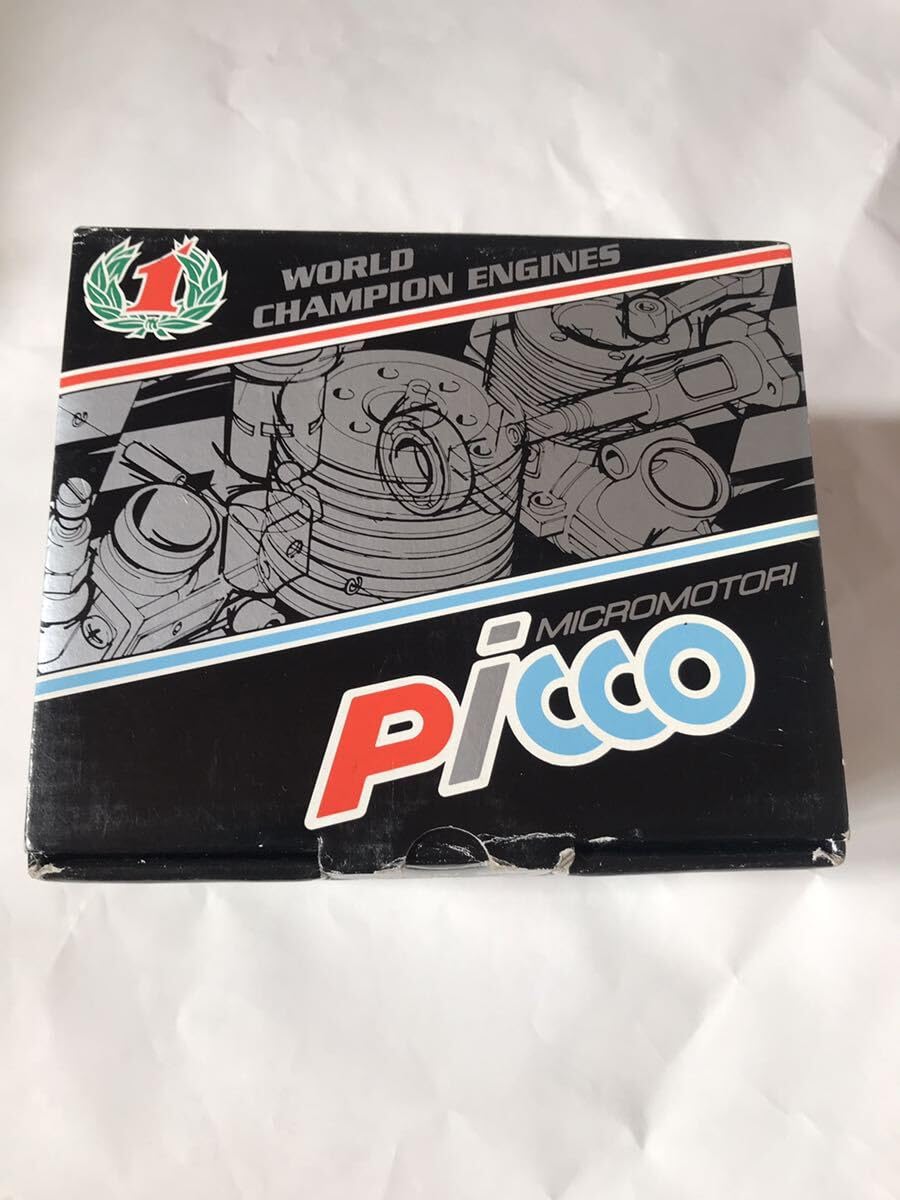 1
WORLD
CHAMPION ENGINES
MICROMOTORI
Picco